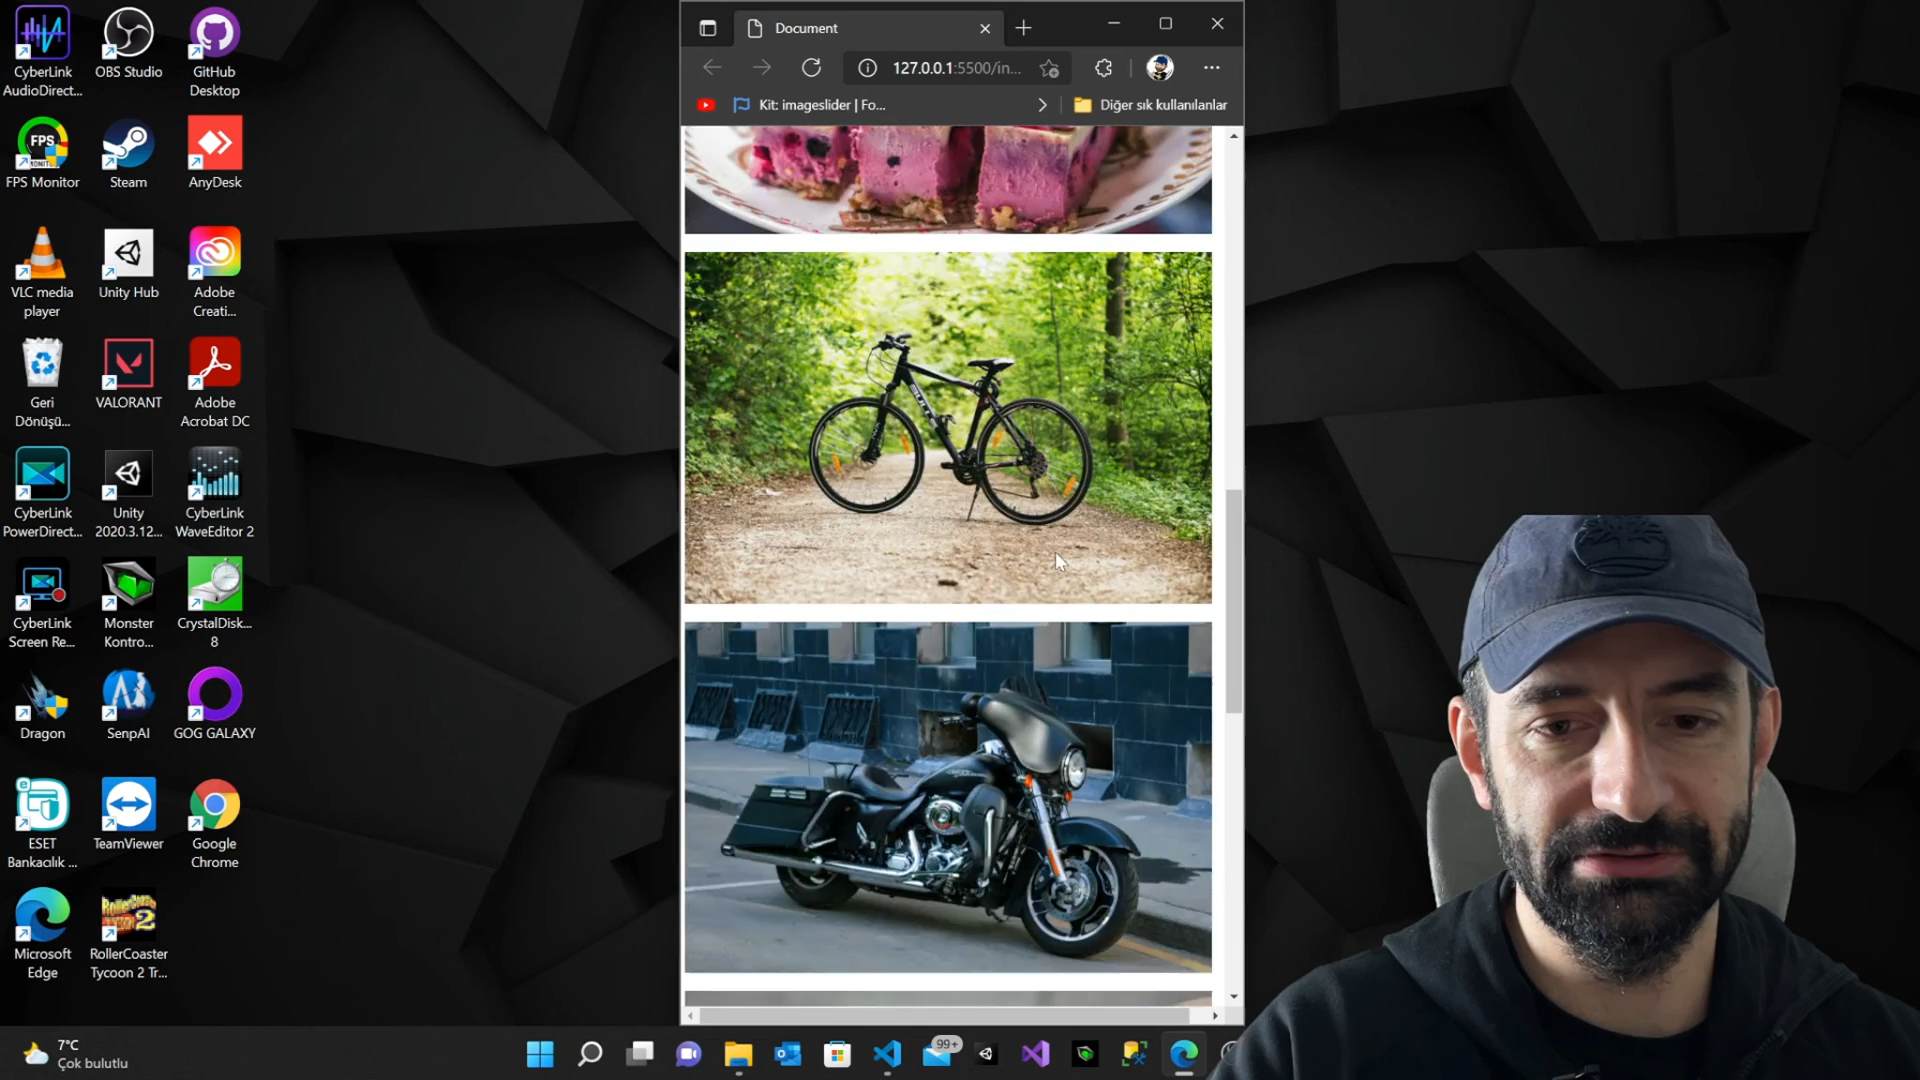 CyberLink
AudioDirect...
OBS Studio
GitHub
Desktop
FPS
MONITOR
FPS Monitor
Steam
AnyDesk
VLC media
player
Unity Hub
Adobe
Creati...
Geri
Dönüşü...
VALORANT
Adobe
Acrobat DC
CyberLink
PowerDirect...
Unity
2020.3.12...
CyberLink
WaveEditor 2
CyberLink
Screen Re...
Monster
Kontro...
CrystalDisk...
8
Dragon
SenpAI
GOG GALAXY
ESET
Bankacılık ...
TeamViewer
Google
Chrome
Microsoft
Edge
RollerCoaster
Tycoon 2 Tr...
Document
127.0.0.1:5500/in...
Kit: imageslider | Fo...
Diğer sık kullanılanlar
7°C
Çok bulutlu
99+